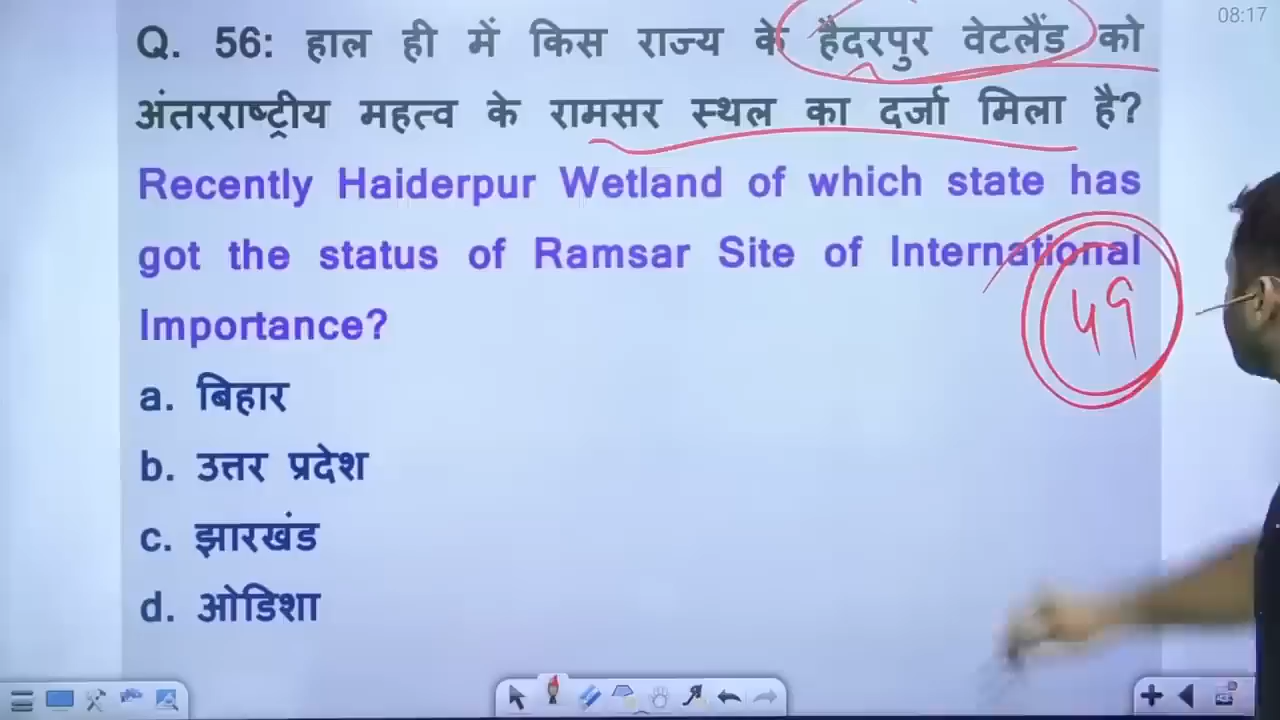 08:17
Q. 56: हाल ही में किस राज्य के हैदरपुर वेटलैंड को
अंतरराष्ट्रीय महत्व के रामसर स्थल का दर्जा मिला है?
Recently Haiderpur Wetland of which state has
got the status of Ramsar Site of International
Importance?
49
a. बिहार
b. उत्तर प्रदेश
c. झारखंड
d. ओडिशा